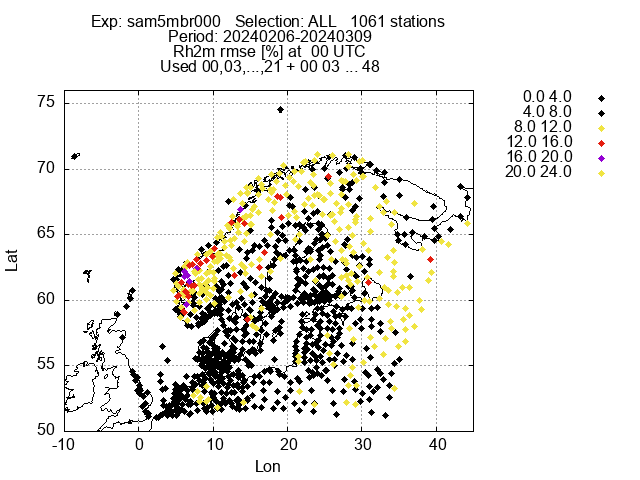 Exp: sam5mbr000 Selection: ALL 1061 stations
Period: 20240206-20240309
Rh2m rmse [%] at 00 UTC
Used 00,03,...,21 + 00 03 ... 48
0.0 4.0
4.0 8.0
8.0 12.0
12.0 16.0
16.0 20.0
20.0 24.0
Lat
75
70
65
60
55
50
-10 0 10 20 30 40
Lon